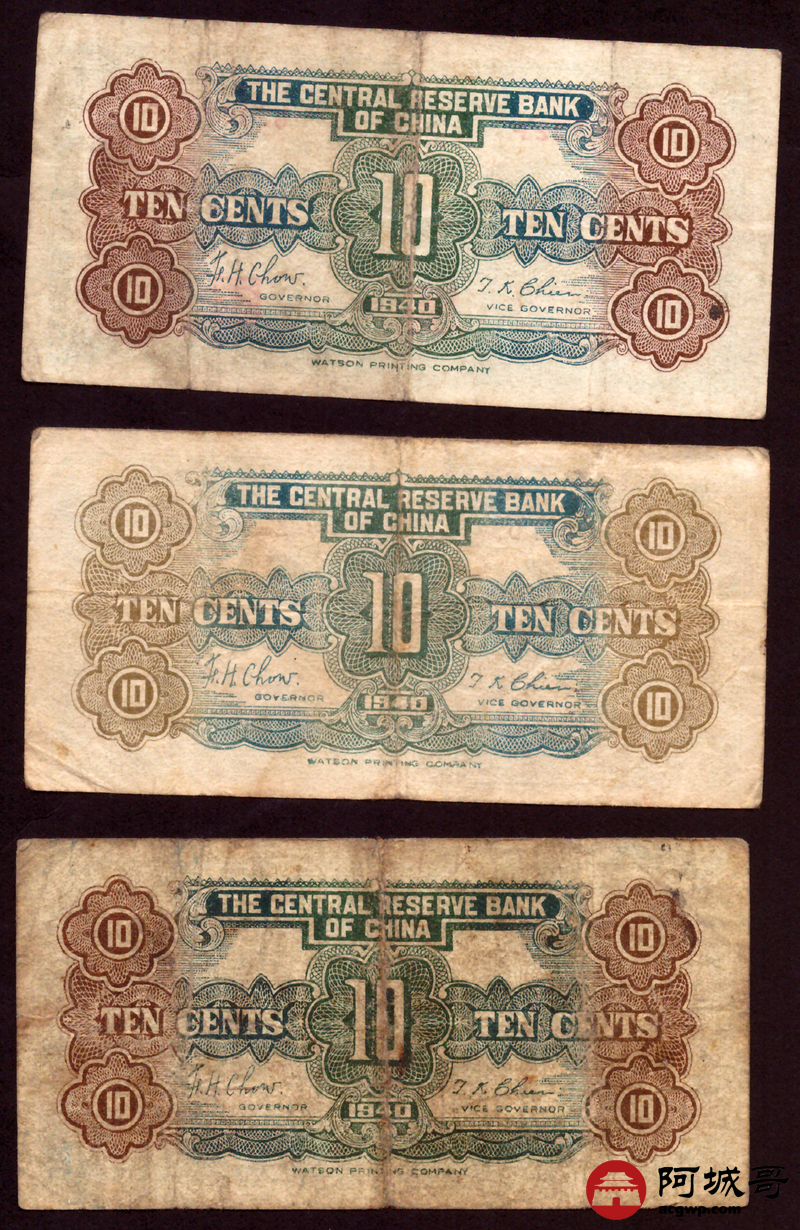 THE CENTRAL RESERVE BANK
OF CHINA
10 10
TEN CENTS 10 TEN CENTS
F. H. Chow. T. K. Chien
GOVERNOR 1940 VICE GOVERNOR
10 10
WATSON PRINTING COMPANY
THE CENTRAL RESERVE BANK
OF CHINA
10 10
TEN CENTS 10 TEN CENTS
F. H. Chow. T. K. Chien
GOVERNOR 1940 VICE GOVERNOR
10 10
WATSON PRINTING COMPANY
THE CENTRAL RESERVE BANK
OF CHINA
10 10
TEN CENTS 10 TEN CENTS
F. H. Chow. T. K. Chien
GOVERNOR 1940 VICE GOVERNOR
10 10
WATSON PRINTING COMPANY
阿城哥
acgwp.com